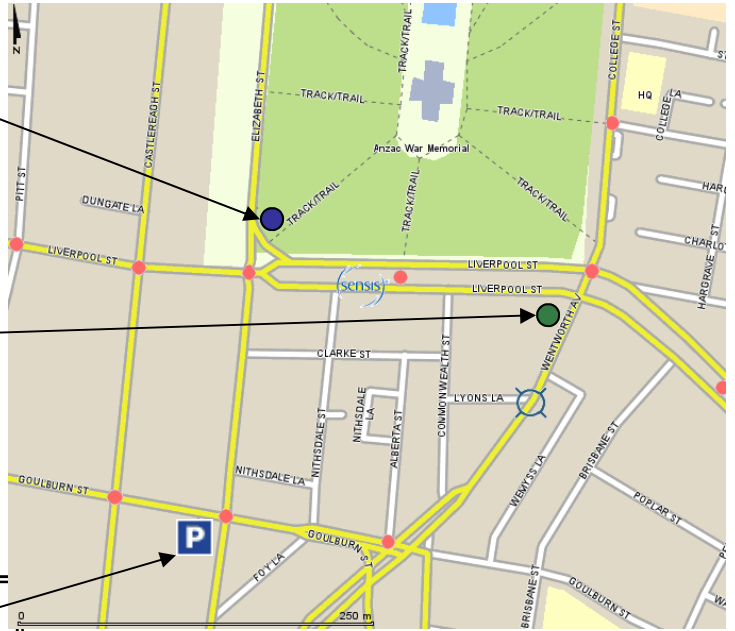 TRACK/TRAIL
COLLEGE ST
N
HQ
COLLEGE LA
CASTLEREAGH ST
ELIZABETH ST
TRACK/TRAIL
TRACK/TRAIL
Anzac War Memorial
PITT ST
DUNGATE LA
TRACK/TRAIL
TRACK/TRAIL
TRACK/TRAIL
HARGRAVE ST
LIVERPOOL ST
LIVERPOOL ST
sensis
LIVERPOOL ST
WENTWORTH AV
CLARKE ST
COMMONWEALTH ST
LYONS LA
NITHSDALE ST
NITHSDALE LA
ALBERTA ST
BRISBANE ST
WEMYSS LA
NITHSDALE LA
GOULBURN ST
POPLAR ST
P
GOULBURN ST
FOY LA
GOULBURN ST
BRISBANE ST
0 250 m